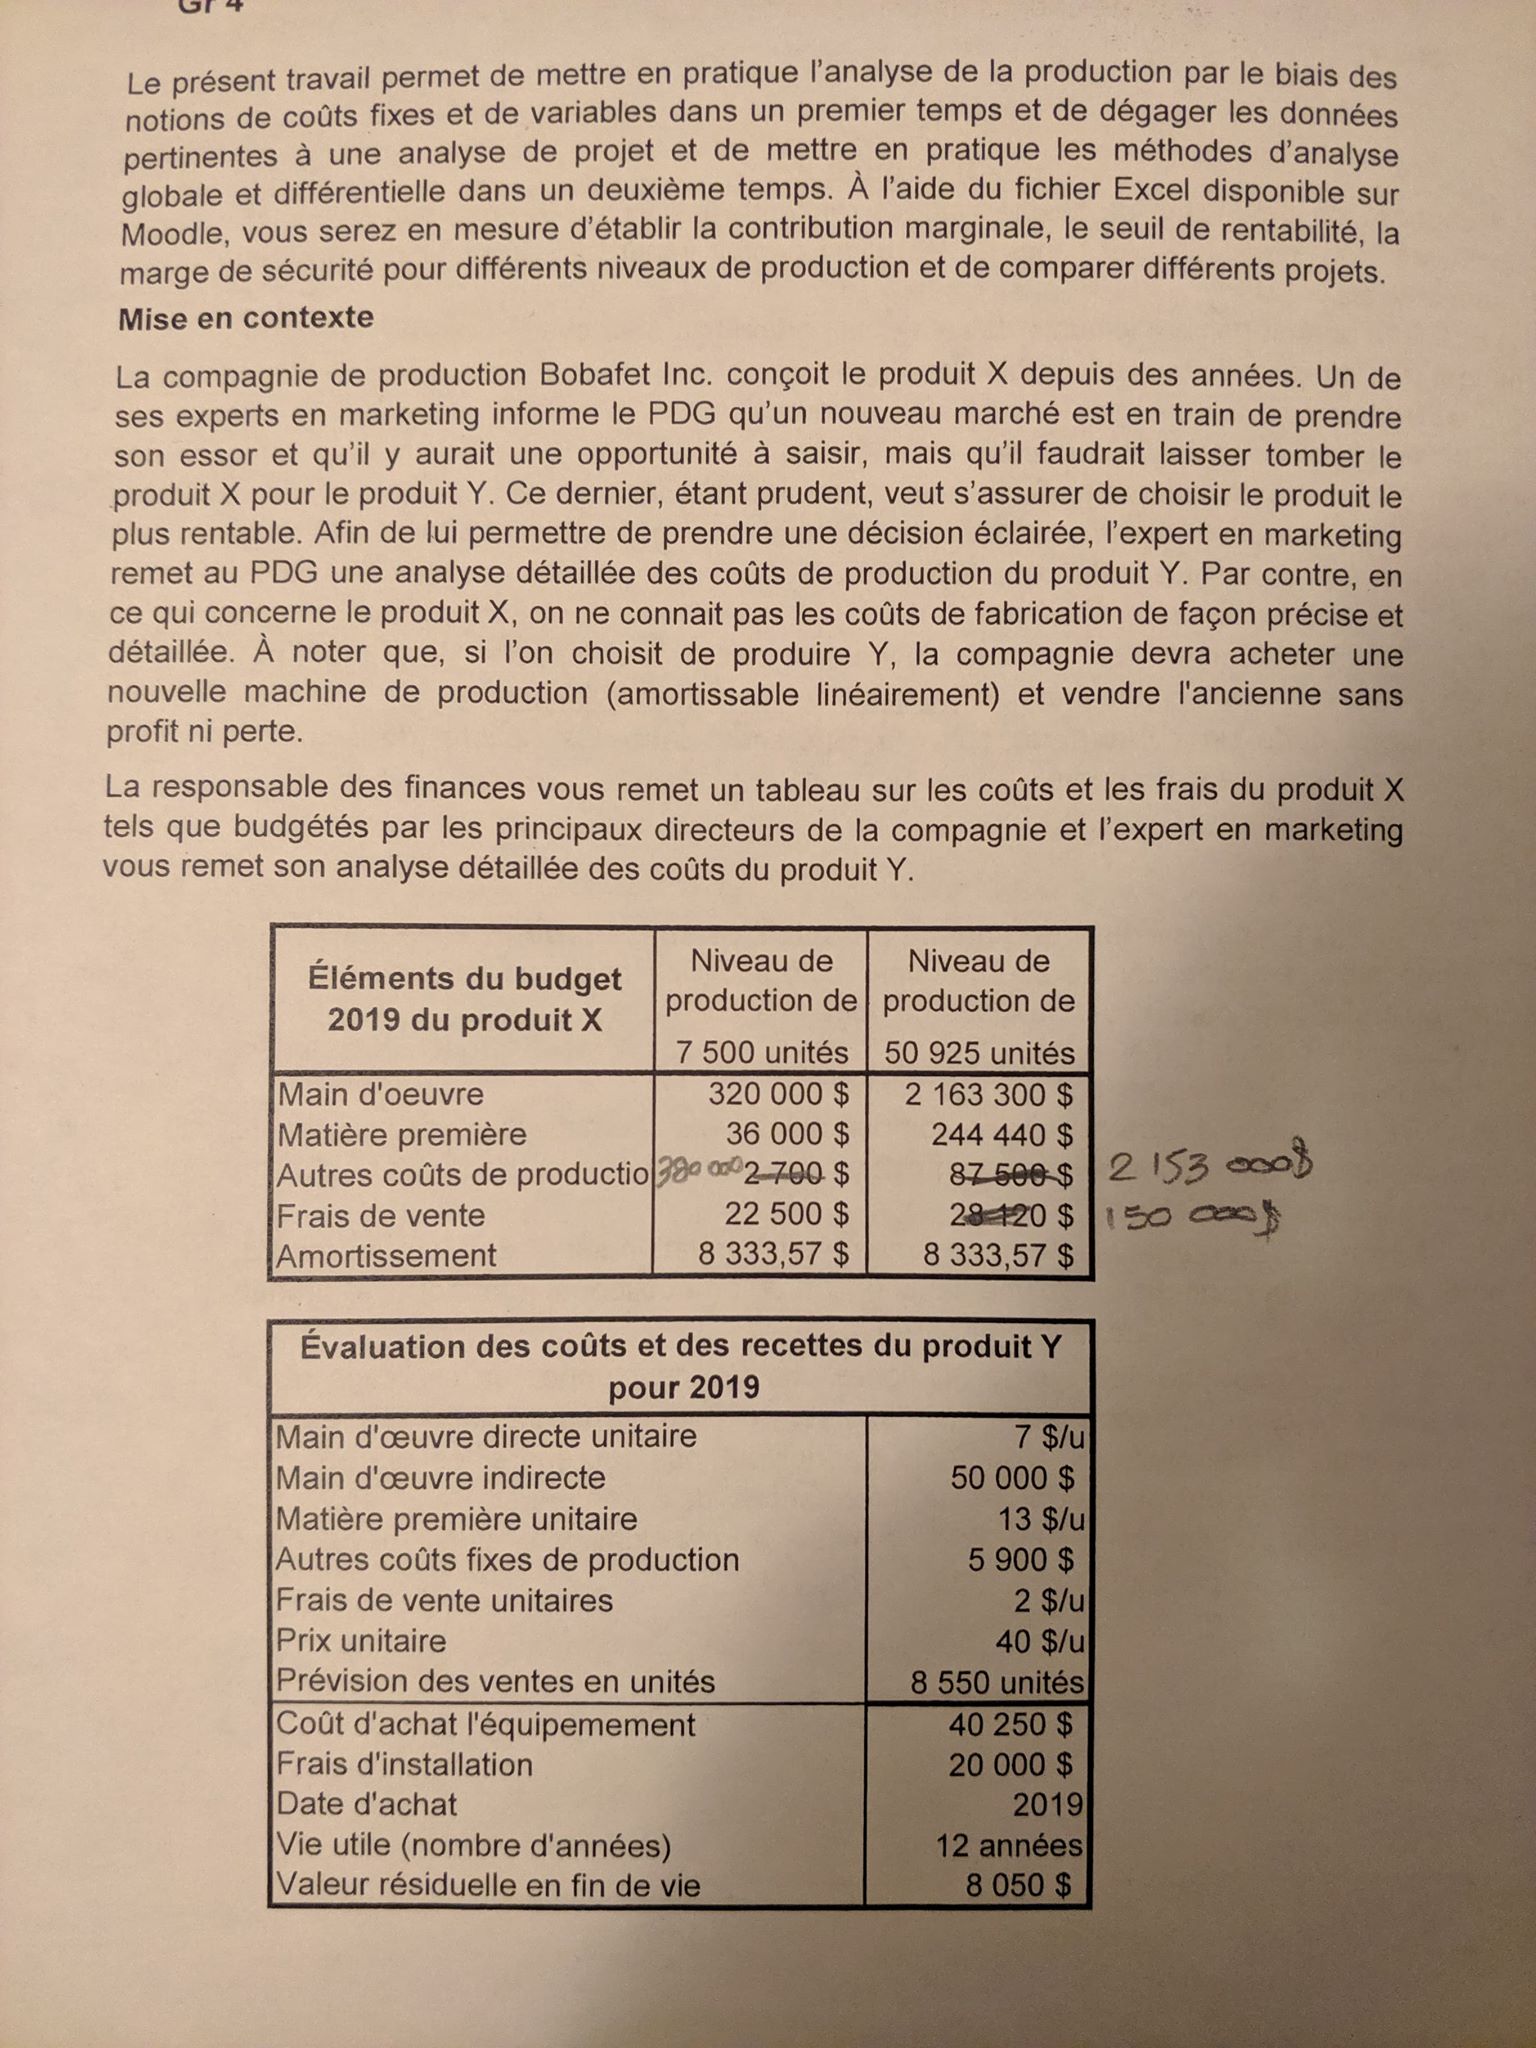 Gr 4
Le présent travail permet de mettre en pratique l'analyse de la production par le biais des
notions de coûts fixes et de variables dans un premier temps et de dégager les données
pertinentes à une analyse de projet et de mettre en pratique les méthodes d'analyse
globale et différentielle dans un deuxième temps. À l'aide du fichier Excel disponible sur
Moodle, vous serez en mesure d'établir la contribution marginale, le seuil de rentabilité, la
marge de sécurité pour différents niveaux de production et de comparer différents projets.
Mise en contexte
La compagnie de production Bobafet Inc. conçoit le produit X depuis des années. Un de
ses experts en marketing informe le PDG qu'un nouveau marché est en train de prendre
son essor et qu'il y aurait une opportunité à saisir, mais qu'il faudrait laisser tomber le
produit X pour le produit Y. Ce dernier, étant prudent, veut s'assurer de choisir le produit le
plus rentable. Afin de lui permettre de prendre une décision éclairée, l'expert en marketing
remet au PDG une analyse détaillée des coûts de production du produit Y. Par contre, en
ce qui concerne le produit X, on ne connait pas les coûts de fabrication de façon précise et
détaillée. À noter que, si l'on choisit de produire Y, la compagnie devra acheter une
nouvelle machine de production (amortissable linéairement) et vendre l'ancienne sans
profit ni perte.
La responsable des finances vous remet un tableau sur les coûts et les frais du produit X
tels que budgétés par les principaux directeurs de la compagnie et l'expert en marketing
vous remet son analyse détaillée des coûts du produit Y.
Éléments du budget 2019 du produit X Niveau de production de 7 500 unités Niveau de production de 50 925 unités
Main d'oeuvre 320 000 $ 2 163 300 $
Matière première 36 000 $ 244 440 $
Autres coûts de productio 380 000 2 700 $ 87 500 $ 2 153 000$
Frais de vente 22 500 $ 28 120 $ 150 000$
Amortissement 8 333,57 $ 8 333,57 $
Évaluation des coûts et des recettes du produit Y
pour 2019
Main d'œuvre directe unitaire 7 $/u
Main d'œuvre indirecte 50 000 $
Matière première unitaire 13 $/u
Autres coûts fixes de production 5 900 $
Frais de vente unitaires 2 $/u
Prix unitaire 40 $/u
Prévision des ventes en unités 8 550 unités
Coût d'achat l'équipemement 40 250 $
Frais d'installation 20 000 $
Date d'achat 2019
Vie utile (nombre d'années) 12 années
Valeur résiduelle en fin de vie 8 050 $